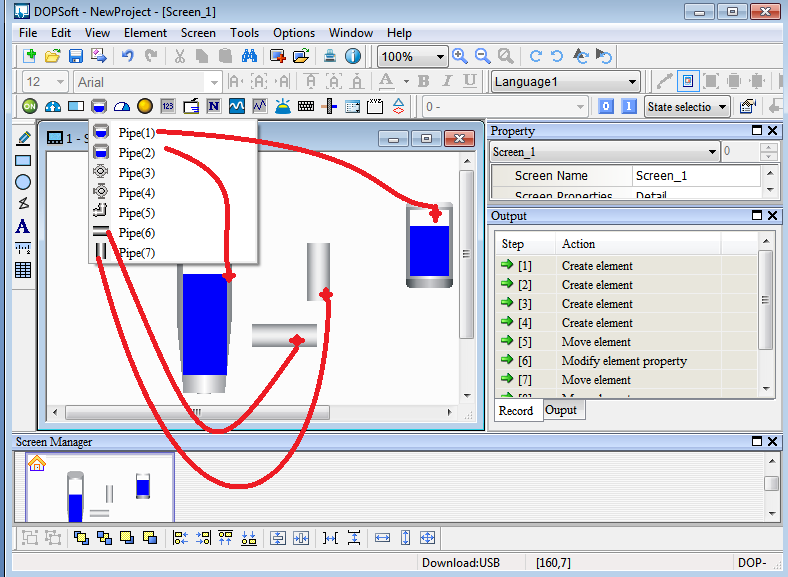 DOPSoft - NewProject - [Screen_1]
File Edit View Element Screen Tools Options Window Help
100%
12 Arial Language1
ON 123 N 0 - 0 1 State selectio
1 - S
Pipe(1)
Pipe(2)
Pipe(3)
Pipe(4)
Pipe(5)
Pipe(6)
Pipe(7)
Property
Screen_1 0
Screen Name Screen_1
Screen Properties Detail
Output
Step Action
[1] Create element
[2] Create element
[3] Create element
[4] Create element
[5] Move element
[6] Modify element property
[7] Move element
Record Ouput
Screen Manager
Download:USB [160,7] DOP-